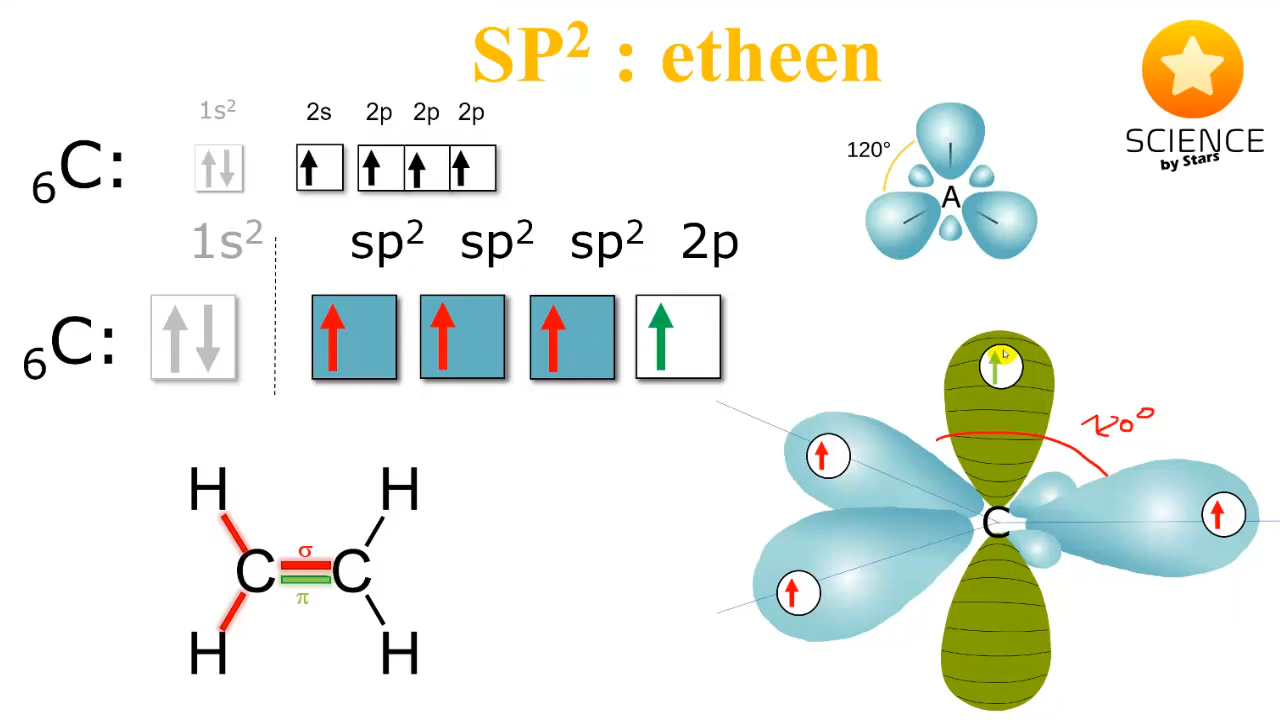 SP² : etheen
SCIENCE
by Stars
1s² 2s 2p 2p 2p
₆C:
1s² sp² sp² sp² 2p
₆C:
120°
A
120°
C
H H
σ
C C
π
H H